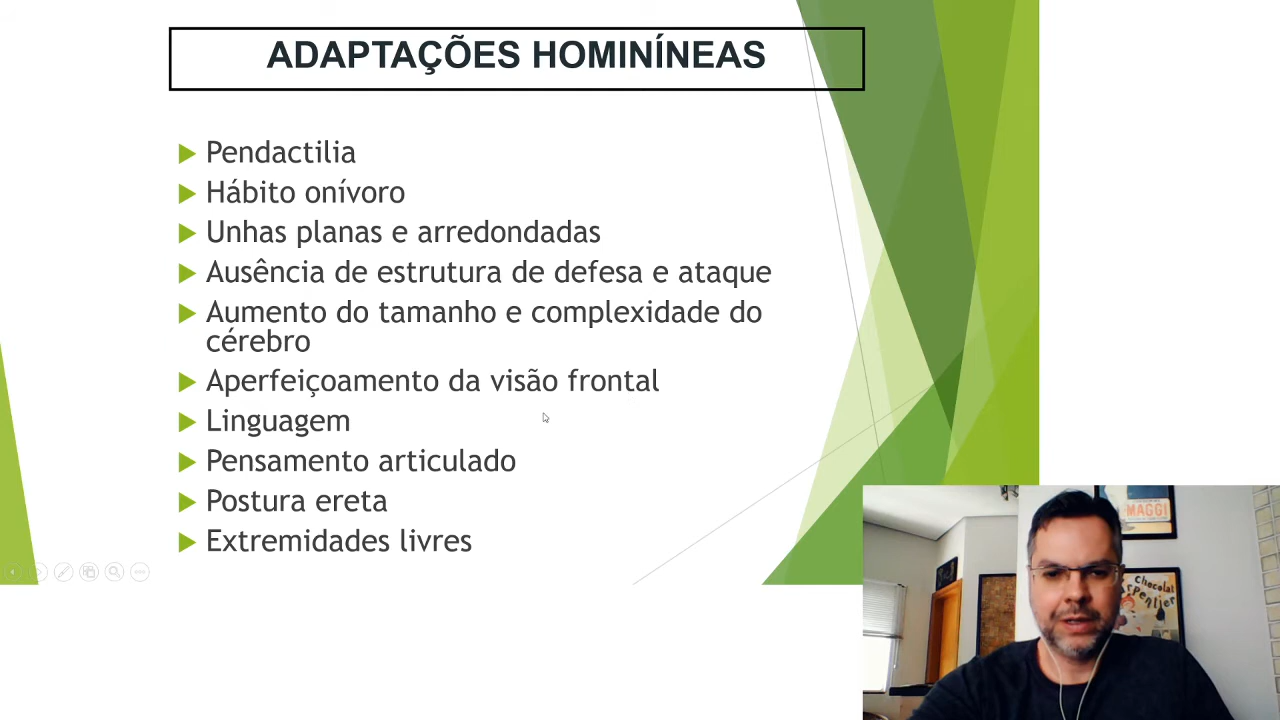 ADAPTAÇÕES HOMINÍNEAS
Pendactilia
Hábito onívoro
Unhas planas e arredondadas
Ausência de estrutura de defesa e ataque
Aumento do tamanho e complexidade do
cérebro
Aperfeiçoamento da visão frontal
Linguagem
Pensamento articulado
Postura ereta
Extremidades livres
MAGGI
Chocolat